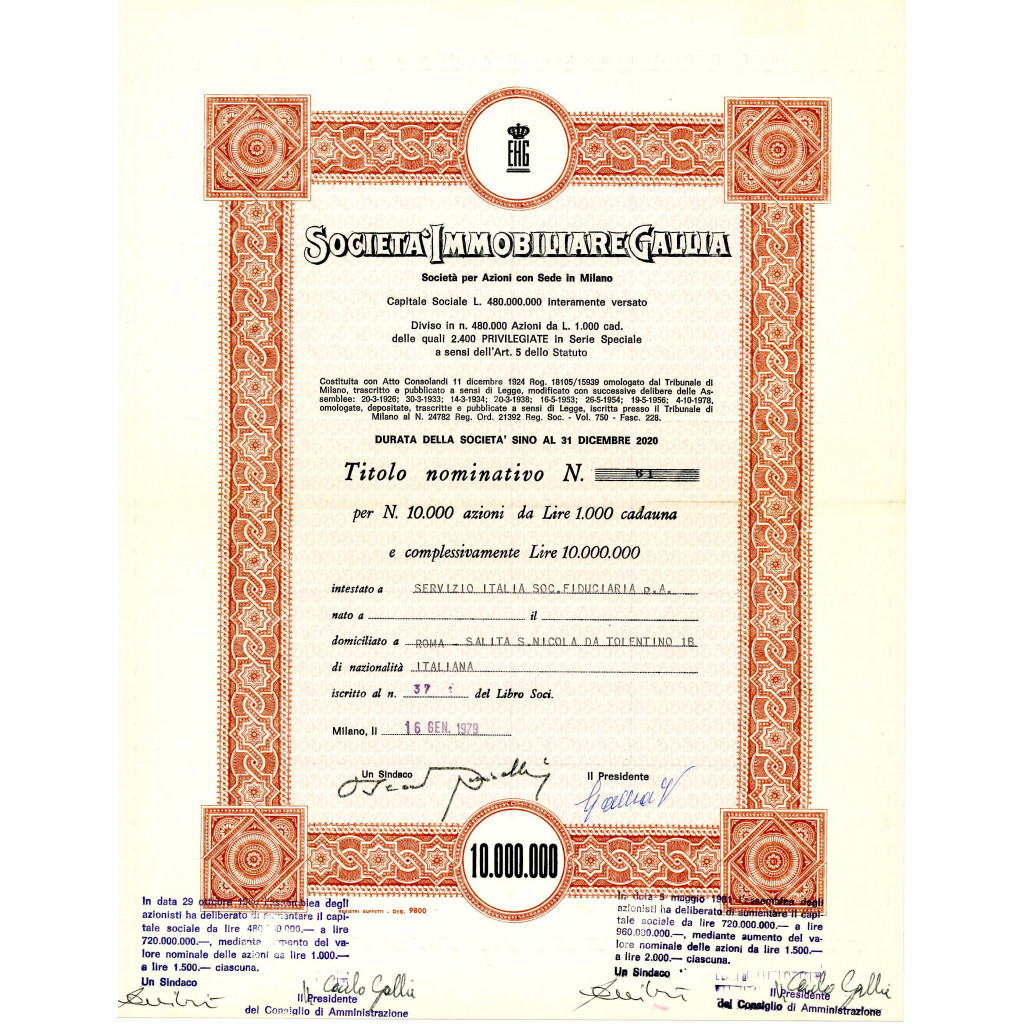 EHG
SOCIETA' IMMOBILIARE GALLIA
Società per Azioni con Sede in Milano
Capitale Sociale L. 480.000.000 interamente versato
Diviso in n. 480.000 Azioni da L. 1.000 cad.
delle quali 2.400 PRIVILEGIATE in Serie Speciale
a sensi dell'Art. 5 dello Statuto
Costituita con Atto Consolandi 11 dicembre 1924 Reg. 18105/15939 omologato dal Tribunale di
Milano, trascritto e pubblicato a sensi di Legge, modificato con successive delibere delle As-
semblee: 20-3-1926; 30-3-1933; 14-3-1934; 20-3-1938; 16-5-1953; 26-5-1954; 19-5-1956; 4-10-1978,
omologate, depositate, trascritte e pubblicate a sensi di Legge, iscritta presso il Tribunale di
Milano al N. 24782 Reg. Ord. 21392 Reg. Soc. - Vol. 750 - Fasc. 228.
DURATA DELLA SOCIETA' SINO AL 31 DICEMBRE 2020
Titolo nominativo N. 61
per N. 10.000 azioni da Lire 1.000 cadauna
e complessivamente Lire 10.000.000
intestato a SERVIZIO ITALIA SOC.FIDUCIARIA p.A.
nato a il
domiciliato a ROMA - SALITA S.NICOLA DA TOLENTINO 1B
di nazionalità ITALIANA
iscritto al n. 37 del Libro Soci.
Milano, li 16 GEN. 1979
Un Sindaco Il Presidente
10.000.000
REGISTRI BUFFETTI - DIS. 9800
In data 29 ottobre l'assemblea degli
azionisti ha deliberato di aumentare il capi-
tale sociale da lire 480.000.000.— a lire
720.000.000.—, mediante aumento del va-
lore nominale delle azioni da lire 1.000.—
a lire 1.500.— ciascuna.
Un Sindaco
Carlo Gallia
Il Presidente
del Consiglio di Amministrazione
In data 5 maggio 1981 l'assemblea degli
azionisti ha deliberato di aumentare il capi-
tale sociale da lire 720.000.000.— a lire
960.000.000.—, mediante aumento del va-
lore nominale delle azioni da lire 1.500.—
a lire 2.000.— ciascuna.
Un Sindaco
Carlo Gallia
Il Presidente
del Consiglio di Amministrazione